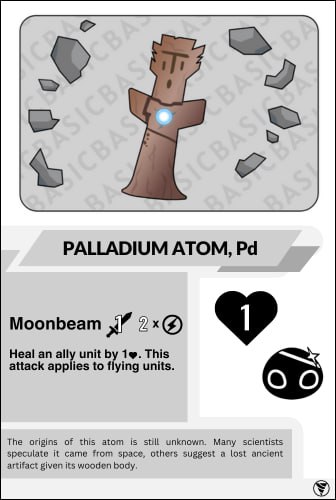 BASICBASICBASICBASIC
PALLADIUM ATOM, Pd
Moonbeam 1 2 x
Heal an ally unit by 1♥. This
attack applies to flying units.
1
The origins of this atom is still unknown. Many scientists
speculate it came from space, others suggest a lost ancient
artifact given its wooden body.